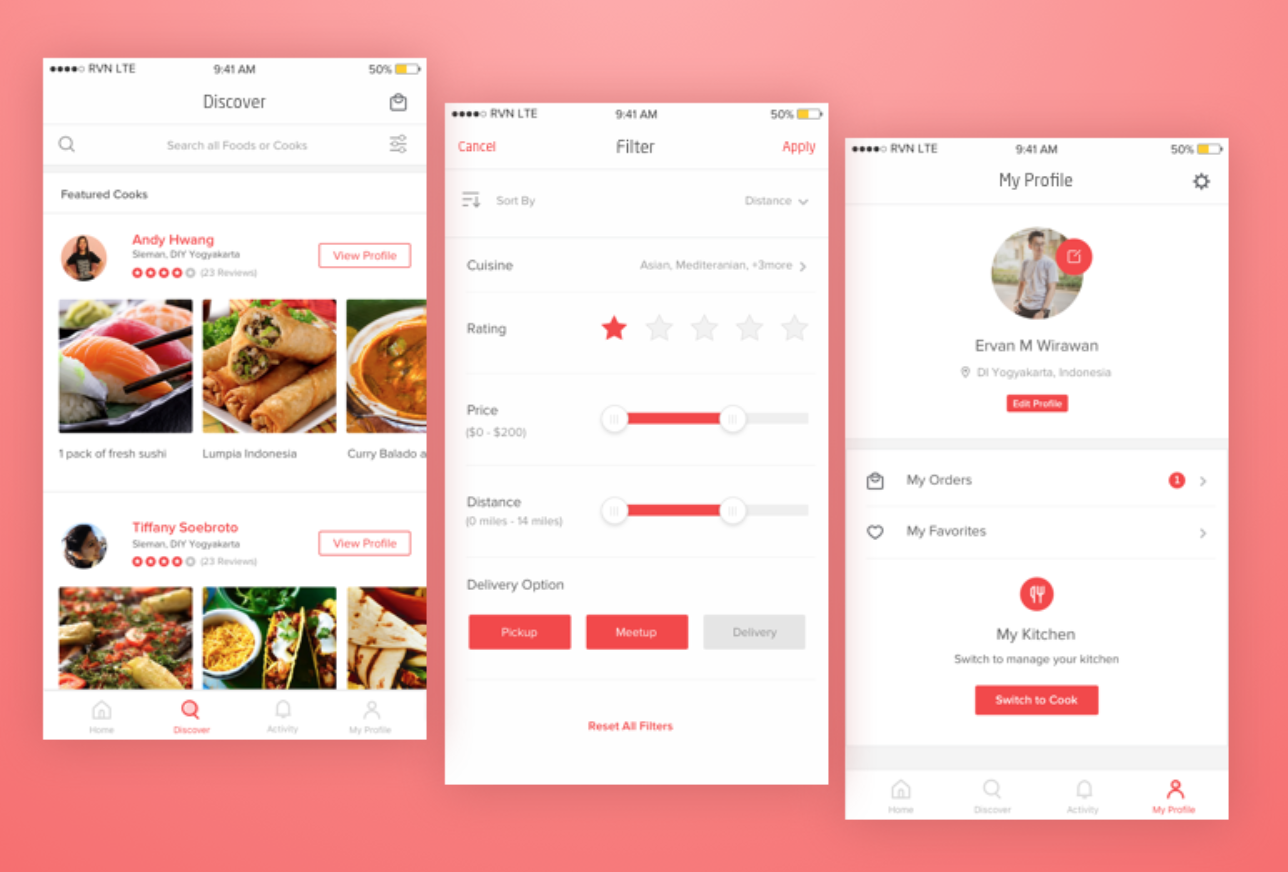 RVN LTE 9:41 AM 50%
Discover
Search all Foods or Cooks
Featured Cooks
Andy Hwang
Sleman, DIY Yogyakarta
(23 Reviews)
View Profile
1 pack of fresh sushi
Lumpia Indonesia
Curry Balado a
Tiffany Soebroto
Sleman, DIY Yogyakarta
(23 Reviews)
View Profile
Home
Discover
Activity
My Profile
RVN LTE 9:41 AM 50%
Cancel Filter Apply
Sort By Distance
Cuisine Asian, Mediteranian, +3more
Rating
Price
($0 - $200)
Distance
(0 miles - 14 miles)
Delivery Option
Pickup Meetup Delivery
Reset All Filters
RVN LTE 9:41 AM 50%
My Profile
Ervan M Wirawan
DI Yogyakarta, Indonesia
Edit Profile
My Orders 1
My Favorites
My Kitchen
Switch to manage your kitchen
Switch to Cook
Home
Discover
Activity
My Profile